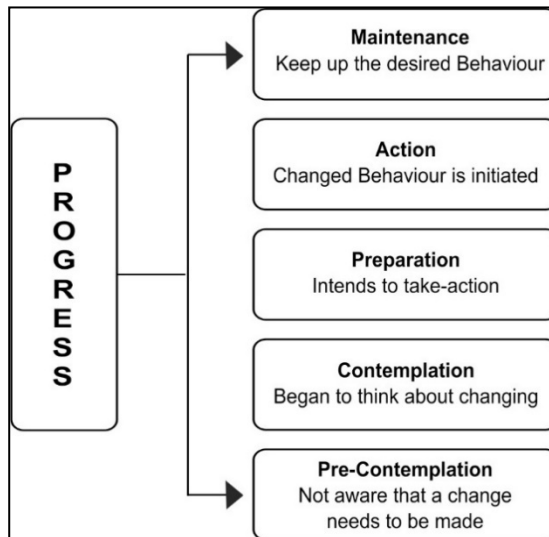 PROGRESS
Maintenance
Keep up the desired Behaviour
Action
Changed Behaviour is initiated
Preparation
Intends to take-action
Contemplation
Began to think about changing
Pre-Contemplation
Not aware that a change
needs to be made